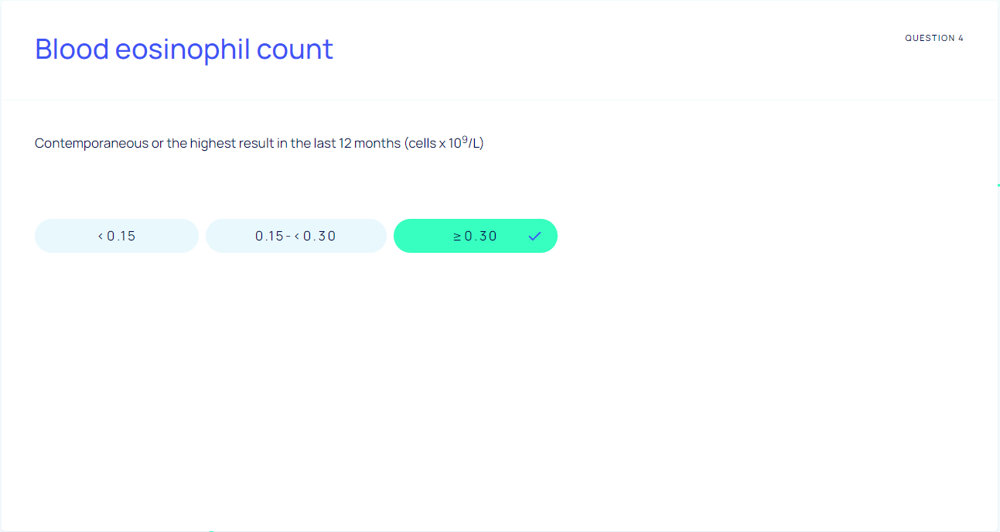 Blood eosinophil count
QUESTION 4
Contemporaneous or the highest result in the last 12 months (cells x 10⁹/L)
< 0.15
0.15 - < 0.30
≥ 0.30